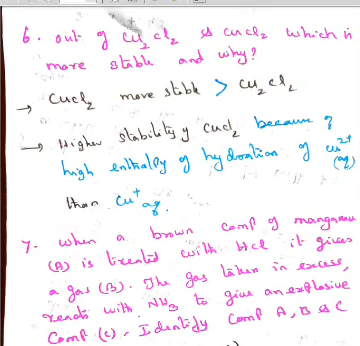 6. out of Cu2Cl2 & CuCl2 which is
more stable and why?
→ CuCl2 more stable > Cu2Cl2
→ Higher stability of CuCl2 because of
high enthalpy of hydration of Cu2+(aq)
than Cu+aq.
7. when a brown comp of manganese
(A) is treated with HCl it gives
a gas (B). The gas taken in excess,
reacts with NH3 to give an explosive
comp (c). Identify comp A, B & C